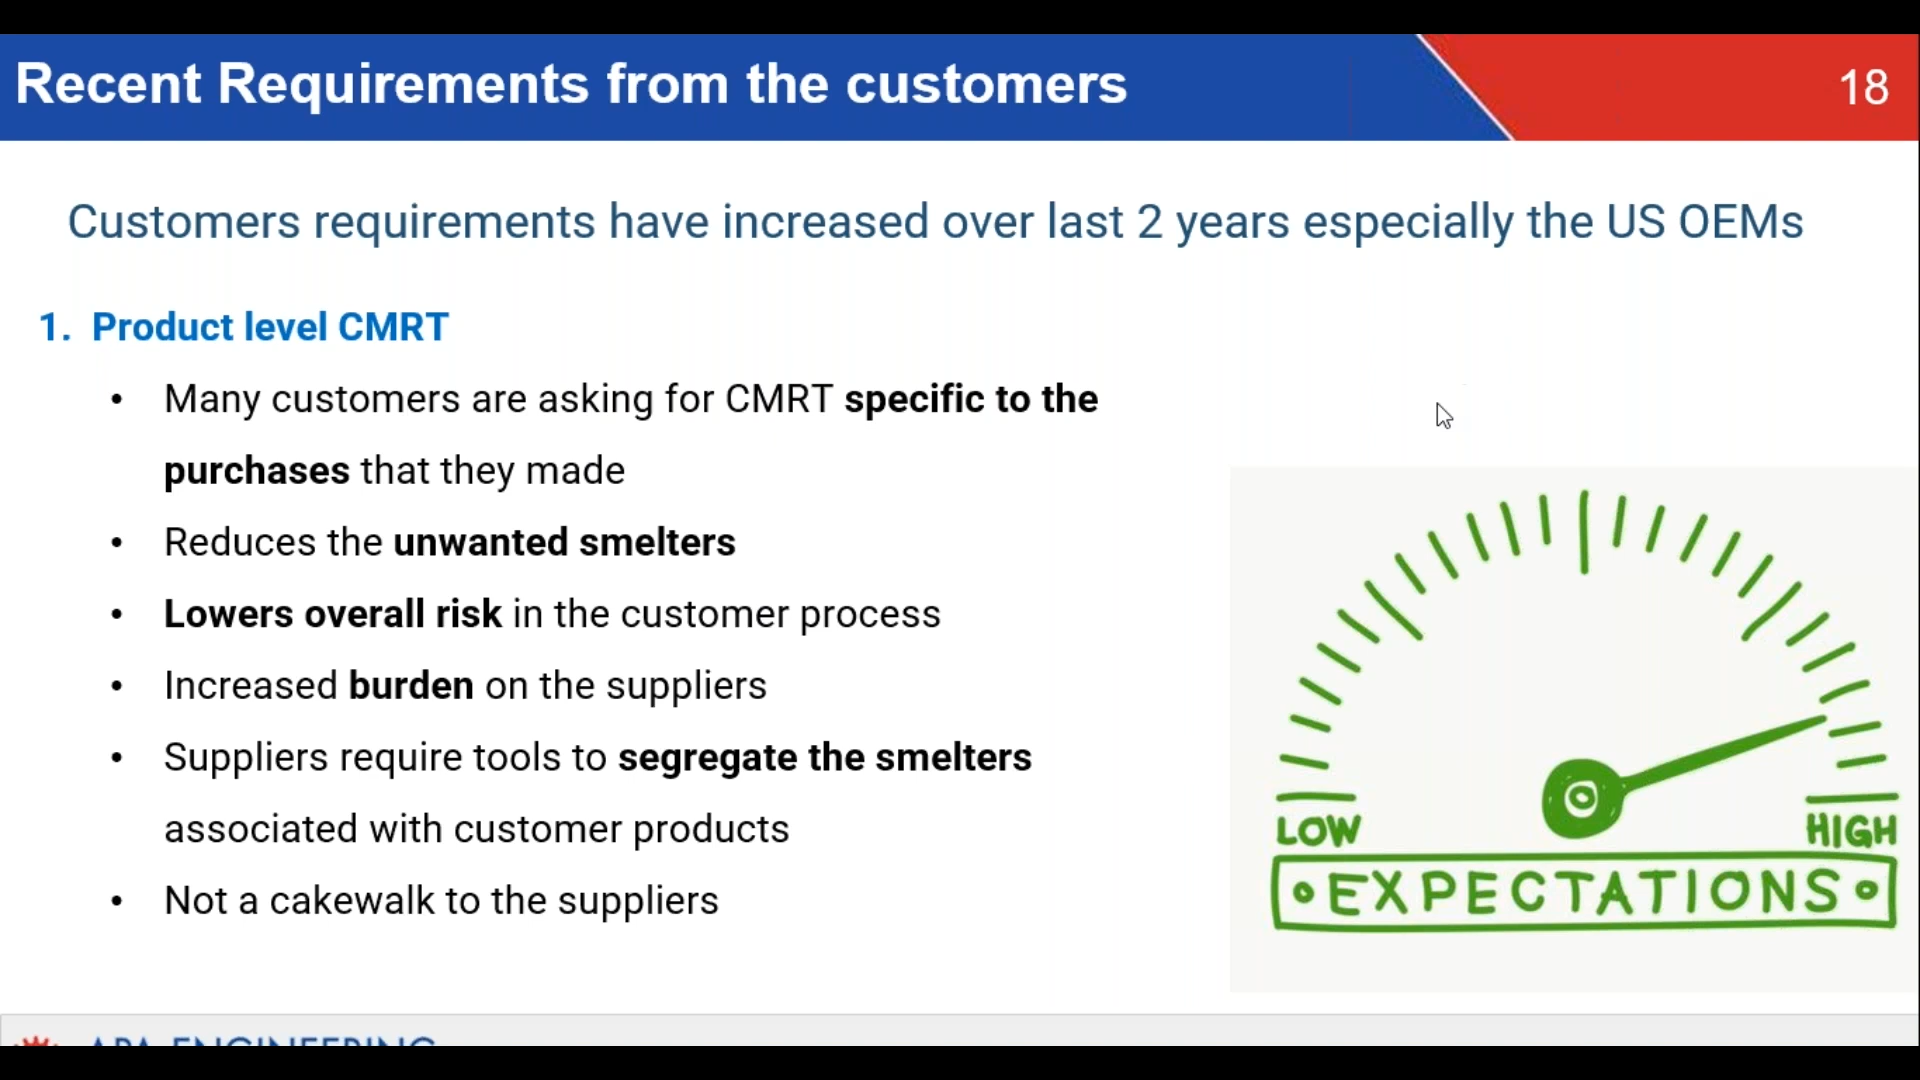 Recent Requirements from the customers
18
Customers requirements have increased over last 2 years especially the US OEMs
1. Product level CMRT
• Many customers are asking for CMRT specific to the
purchases that they made
• Reduces the unwanted smelters
• Lowers overall risk in the customer process
• Increased burden on the suppliers
• Suppliers require tools to segregate the smelters
associated with customer products
• Not a cakewalk to the suppliers
LOW
HIGH
EXPECTATIONS
APA ENGINEERING